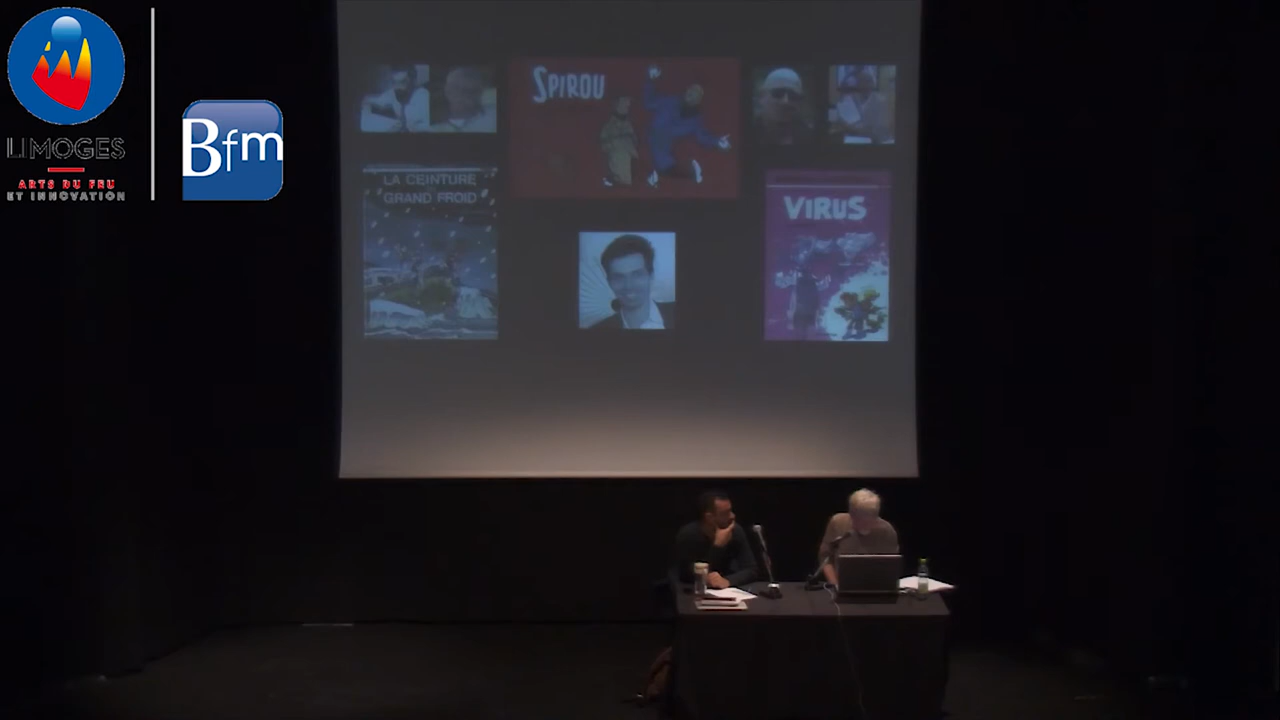 LIMOGES
ARTS DU FEU
ET INNOVATION
Bfm
SPIROU
LA CEINTURE
GRAND FROID
VIRUS